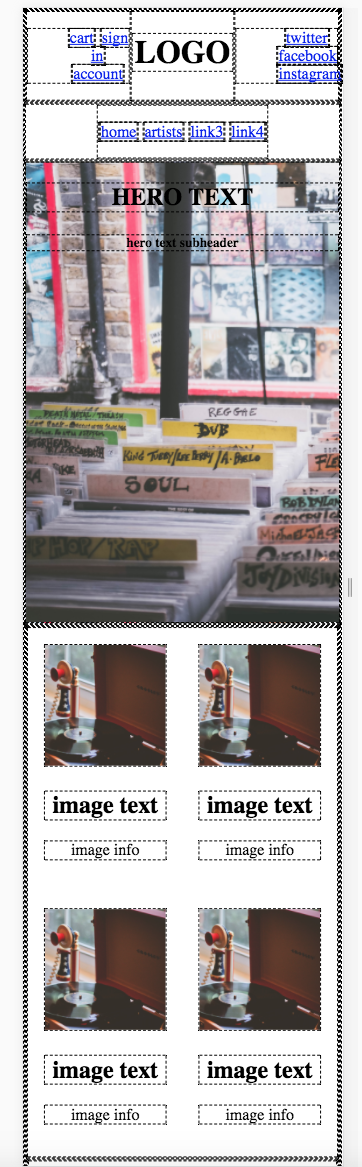 cart sign
in
account
LOGO
twitter
facebook
instagram
home artists link3 link4
HERO TEXT
hero text subheader
REGGAE
DUB
SOUL
image text image text
image info image info
image text image text
image info image info